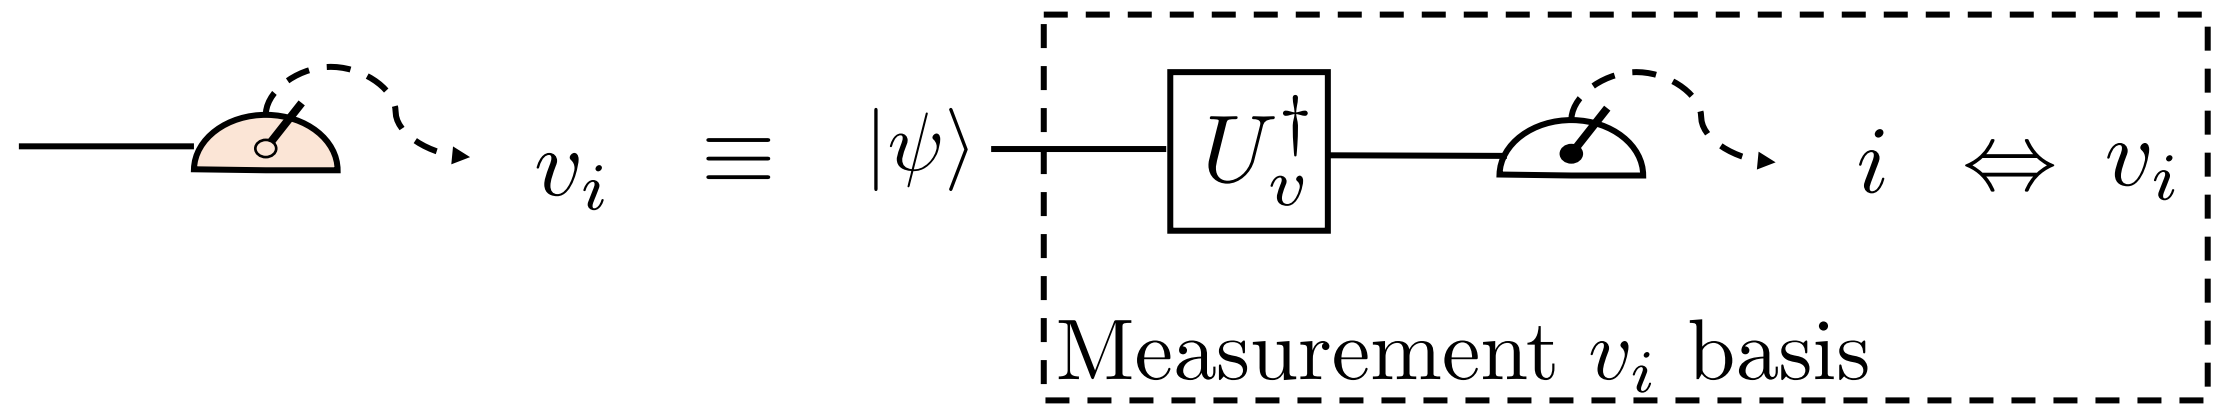 v_i ≡ |ψ⟩ U_v^† i ⇔ v_i
Measurement v_i basis